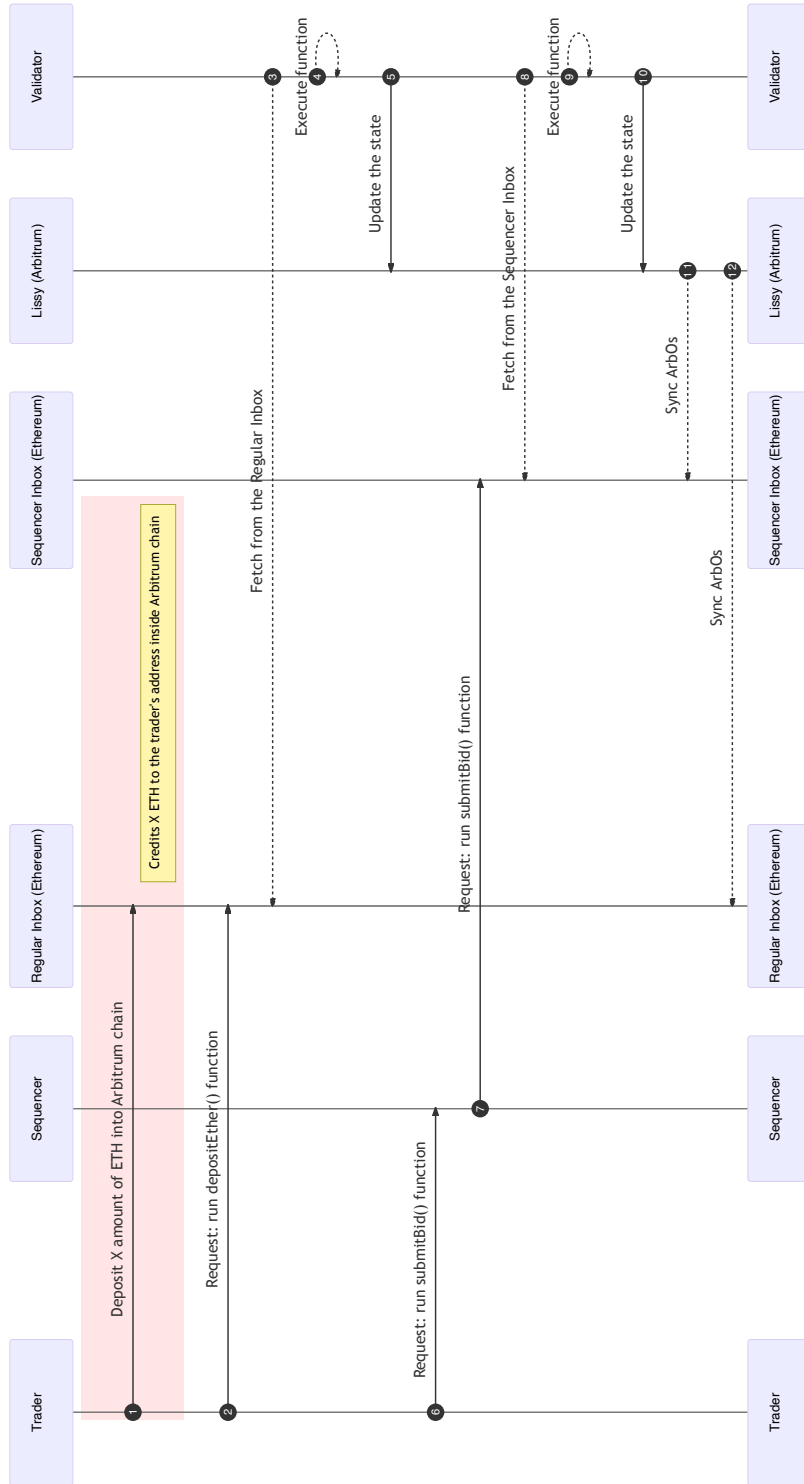 Trader
Sequencer
Regular Inbox (Ethereum)
Sequencer Inbox (Ethereum)
Lissy (Arbitrum)
Validator
1
Deposit X amount of ETH into Arbitrum chain
Credits X ETH to the trader's address inside Arbitrum chain
2
Request: run depositEther() function
3
Fetch from the Regular Inbox
4
Execute function
5
Update the state
6
Request: run submitBid() function
7
Request: run submitBid() function
8
Fetch from the Sequencer Inbox
9
Execute function
10
Update the state
11
Sync ArbOs
12
Sync ArbOs
Trader
Sequencer
Regular Inbox (Ethereum)
Sequencer Inbox (Ethereum)
Lissy (Arbitrum)
Validator